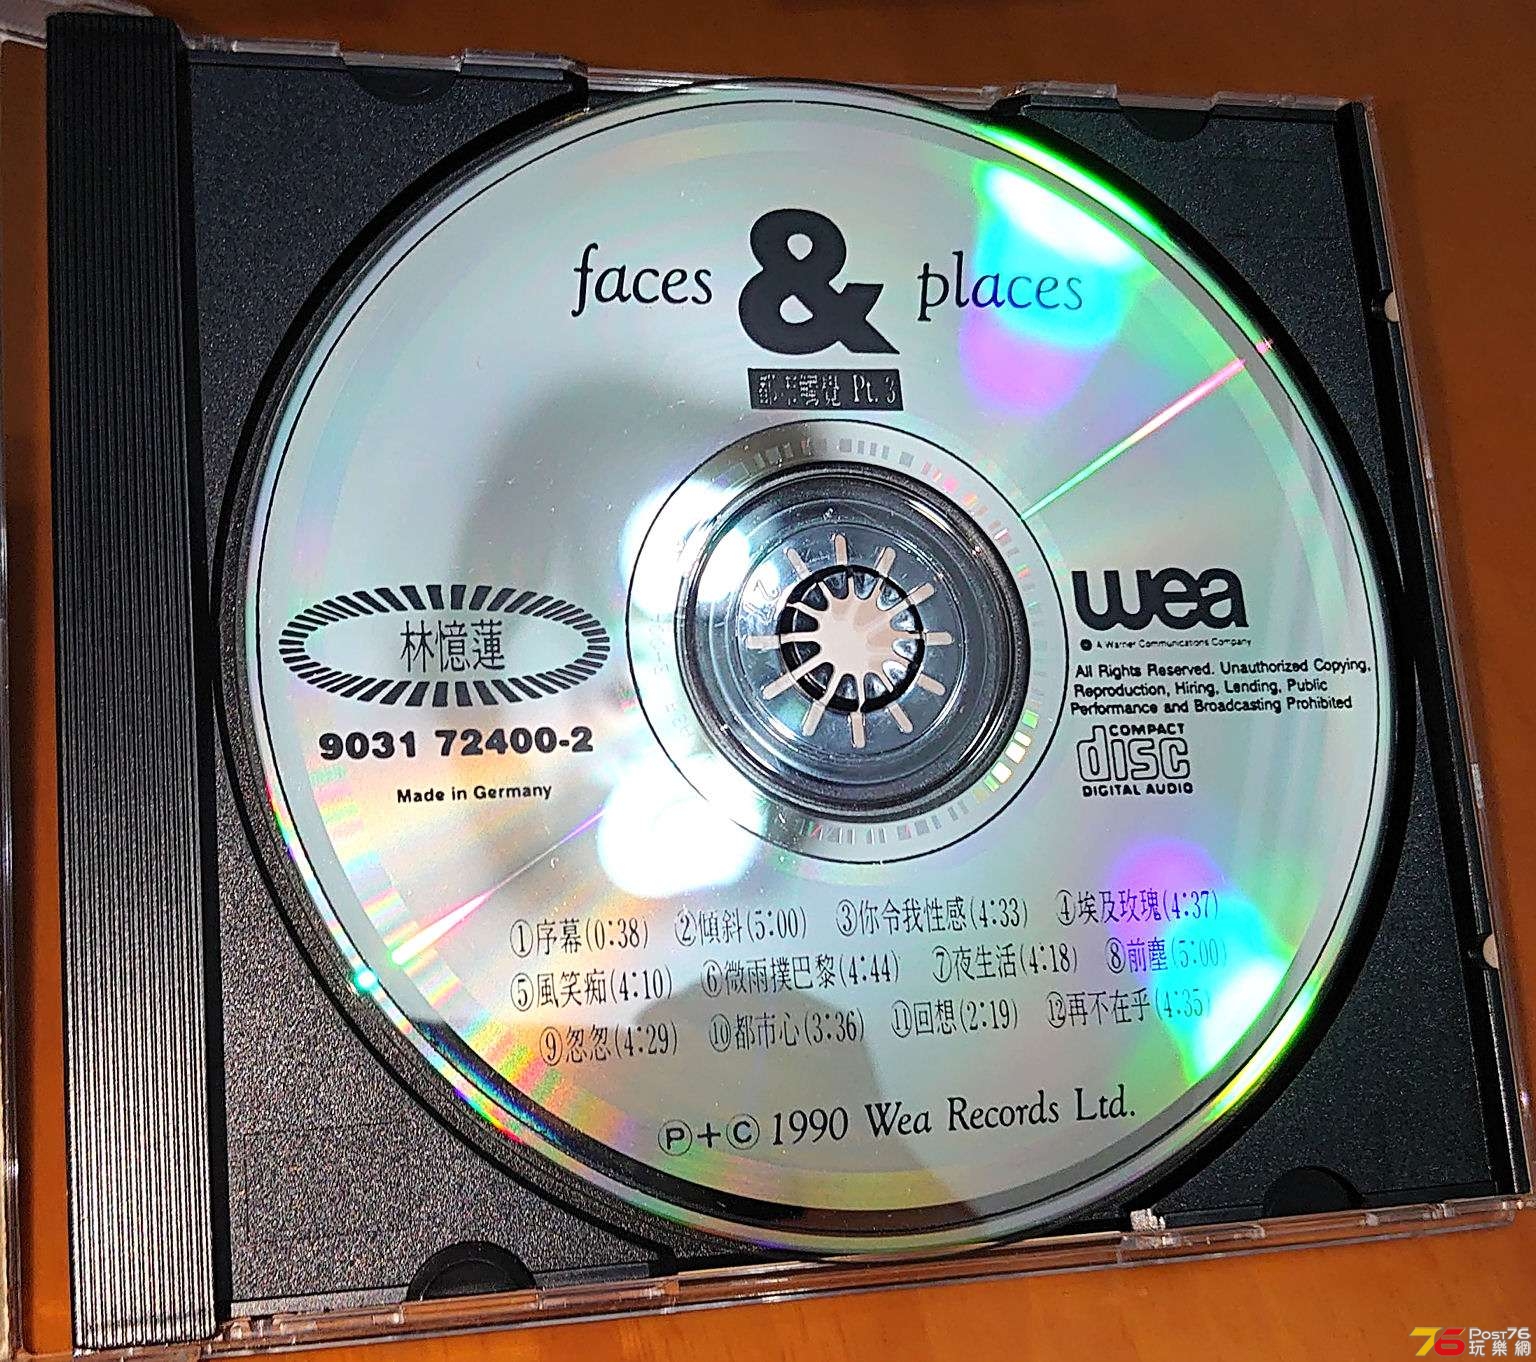 faces & places
都市觸覺 Pt. 3
林憶蓮
9031 72400-2
Made in Germany
wea
A Warner Communications Company
All Rights Reserved. Unauthorized Copying,
Reproduction, Hiring, Lending, Public
Performance and Broadcasting Prohibited
COMPACT
disc
DIGITAL AUDIO
①序幕(0:38) ②傾斜(5:00) ③你令我性感(4:33) ④埃及玫瑰(4:37)
⑤風笑痴(4:10) ⑥微雨撲巴黎(4:44) ⑦夜生活(4:18) ⑧前塵(5:00)
⑨忽忽(4:29) ⑩都市心(3:36) ⑪回想(2:19) ⑫再不在乎(4:35)
Ⓟ+© 1990 Wea Records Ltd.
76 POST76
玩樂網